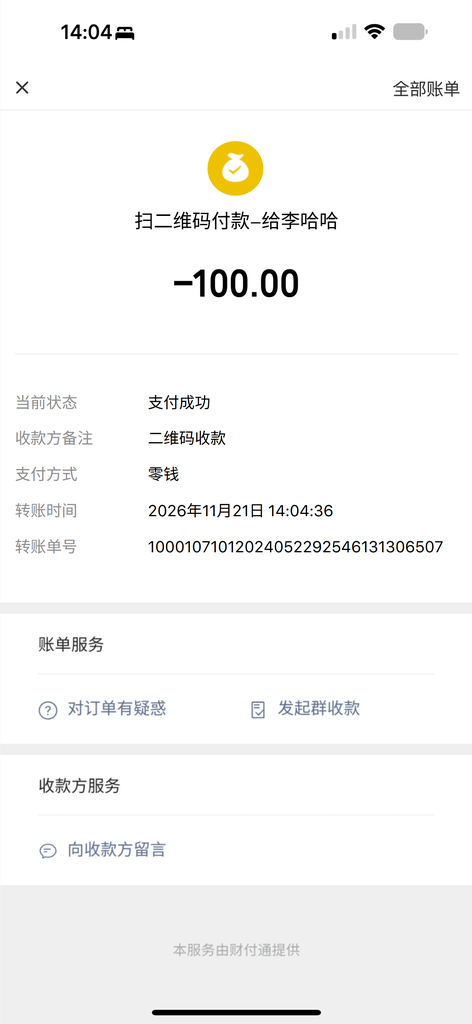 14:04
全部账单
扫二维码付款-给李哈哈
-100.00
当前状态 支付成功
收款方备注 二维码收款
支付方式 零钱
转账时间 2026年11月21日 14:04:36
转账单号 1000107101202405229254613130​6507
账单服务
对订单有疑惑 发起群收款
收款方服务
向收款方留言
本服务由财付通提供